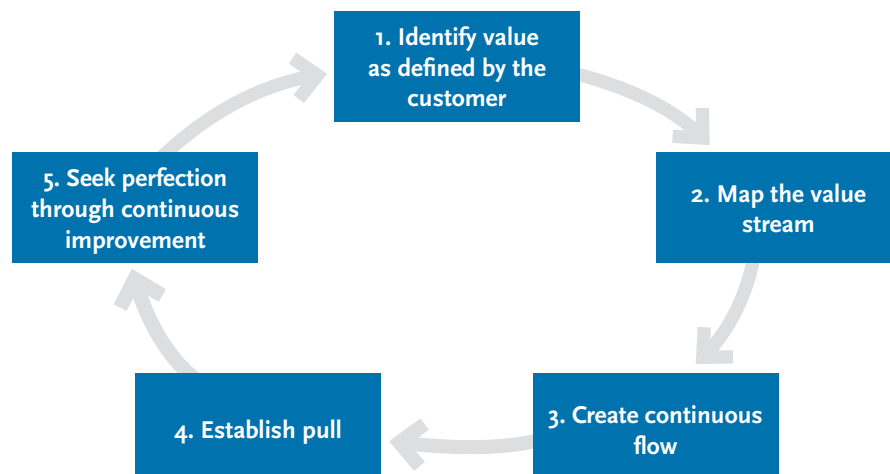 1. Identify value
as defined by the
customer
2. Map the value
stream
3. Create continuous
flow
4. Establish pull
5. Seek perfection
through continuous
improvement